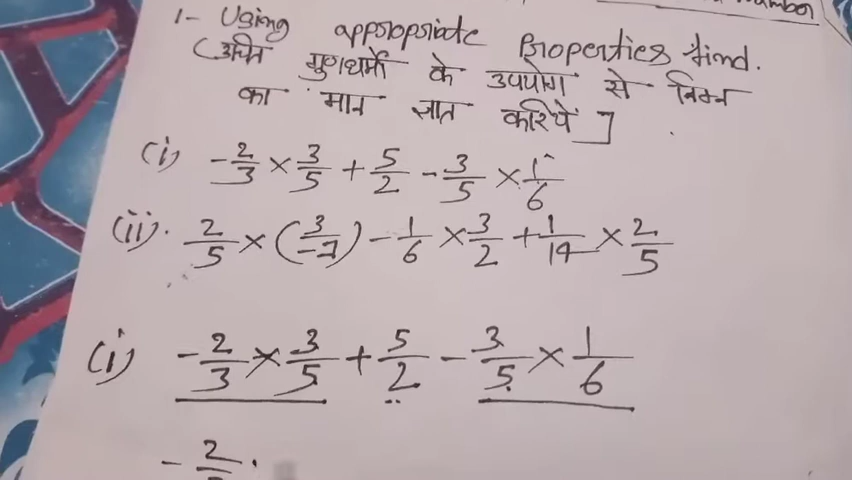 number
1- Using appropriate Properties find.
(उचित गुणधर्मो के उपयोग से निम्न
का मान ज्ञात करिये ]
(i) -2/3 × 3/5 + 5/2 - 3/5 × 1/6
(ii). 2/5 × (3/-7) - 1/6 × 3/2 + 1/14 × 2/5
(i) -2/3 × 3/5 + 5/2 - 3/5 × 1/6
- 2/